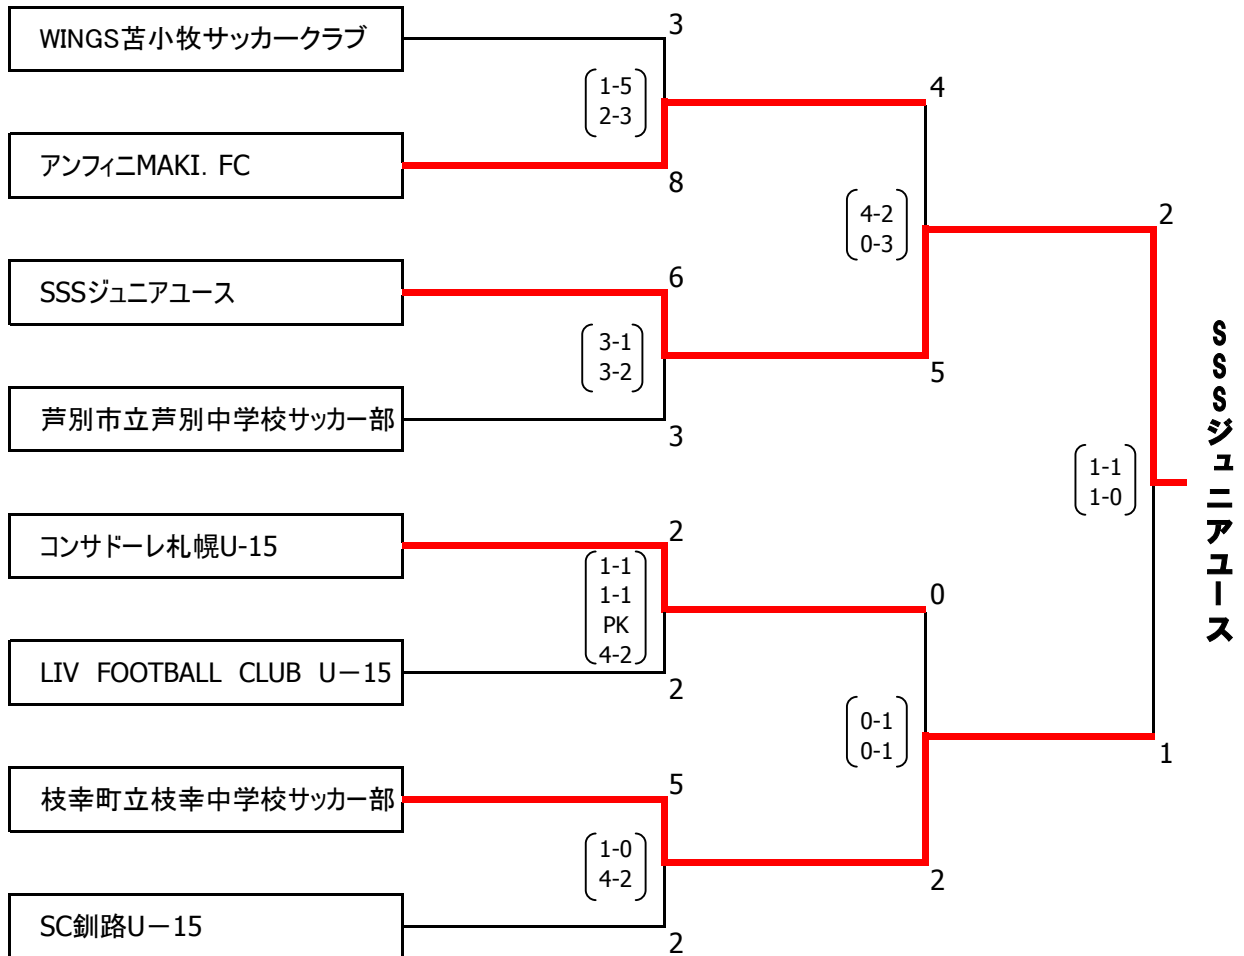 WINGS苫小牧サッカークラブ
3
1-5
2-3
4
アンフィニMAKI. FC
8
4-2
0-3
2
SSSジュニアユース
6
3-1
3-2
5
芦別市立芦別中学校サッカー部
3
1-1
1-0
SSSジュニアユース
コンサドーレ札幌U-15
2
1-1
1-1
PK
4-2
0
LIV FOOTBALL CLUB U－15
2
0-1
0-1
1
枝幸町立枝幸中学校サッカー部
5
1-0
4-2
2
SC釧路U－15
2